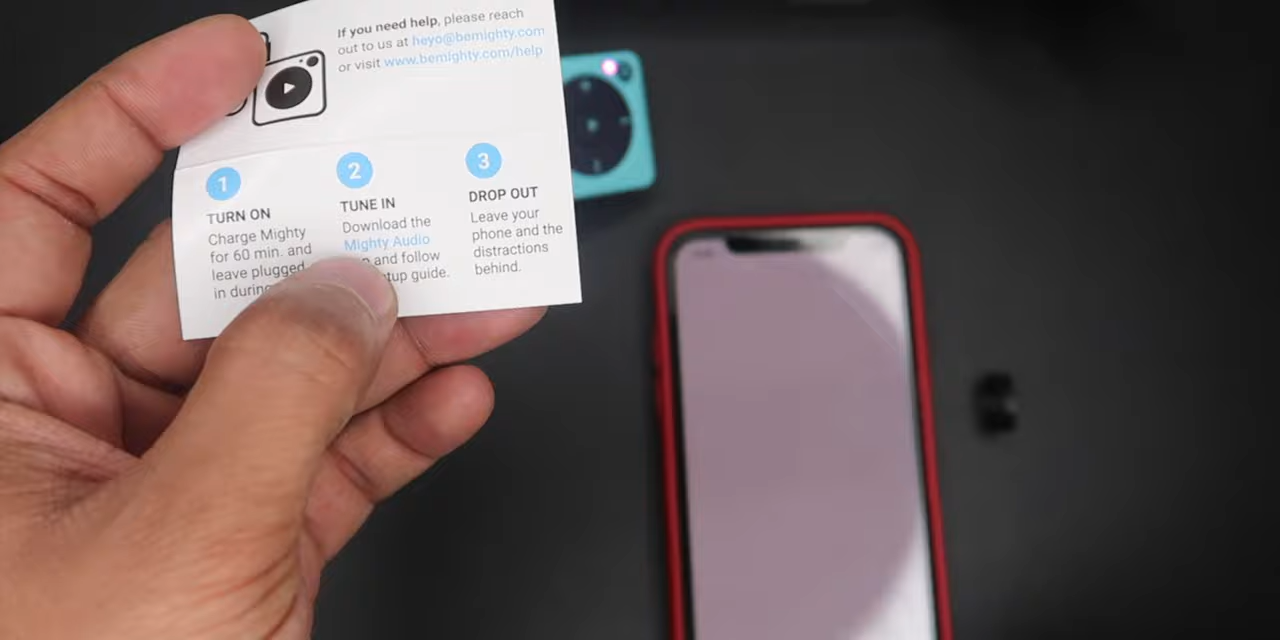 If you need help, please reach
out to us at heyo@bemighty.com
or visit www.bemighty.com/help
1
TURN ON
Charge Mighty
for 60 min. and
leave plugged
in during
2
TUNE IN
Download the
Mighty Audio
and follow
guide.
3
DROP OUT
Leave your
phone and the
distractions
behind.